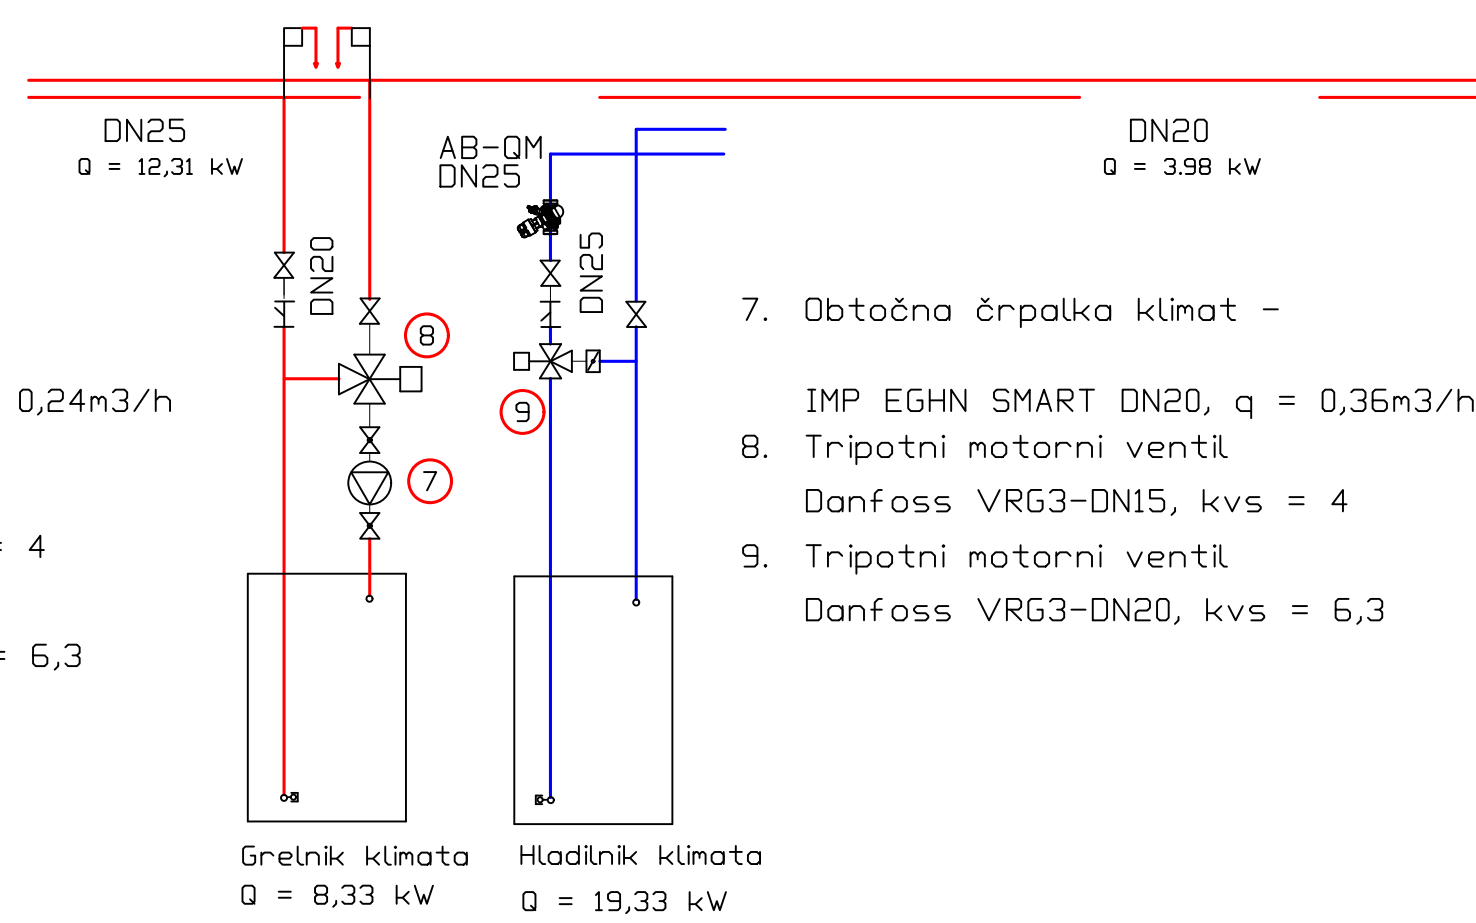 DN25
Q = 12,31 kW
AB-QM
DN25
DN20
Q = 3.98 kW
DN20
DN25
8
9
7
0,24m3/h
= 4
= 6,3
7. Obtočna črpalka klimat -
IMP EGHN SMART DN20, q = 0,36m3/h
8. Tripotni motorni ventil
Danfoss VRG3-DN15, kvs = 4
9. Tripotni motorni ventil
Danfoss VRG3-DN20, kvs = 6,3
Grelnik klimata
Q = 8,33 kW
Hladilnik klimata
Q = 19,33 kW